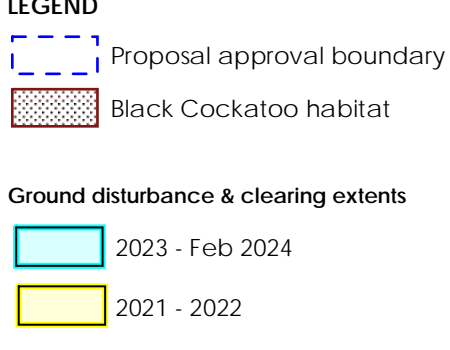 LEGEND
Proposal approval boundary
Black Cockatoo habitat
Ground disturbance & clearing extents
2023 - Feb 2024
2021 - 2022